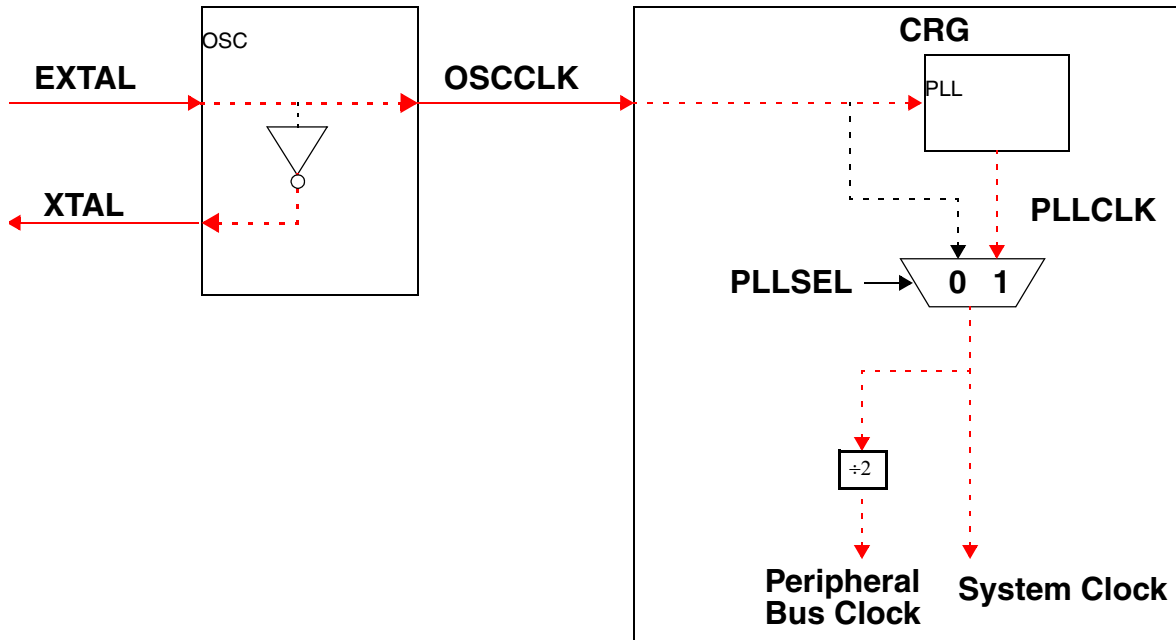 CRG
OSC
EXTAL
OSCCLK
PLL
XTAL
PLLCLK
PLLSEL
0 1
÷2
Peripheral
Bus Clock
System Clock